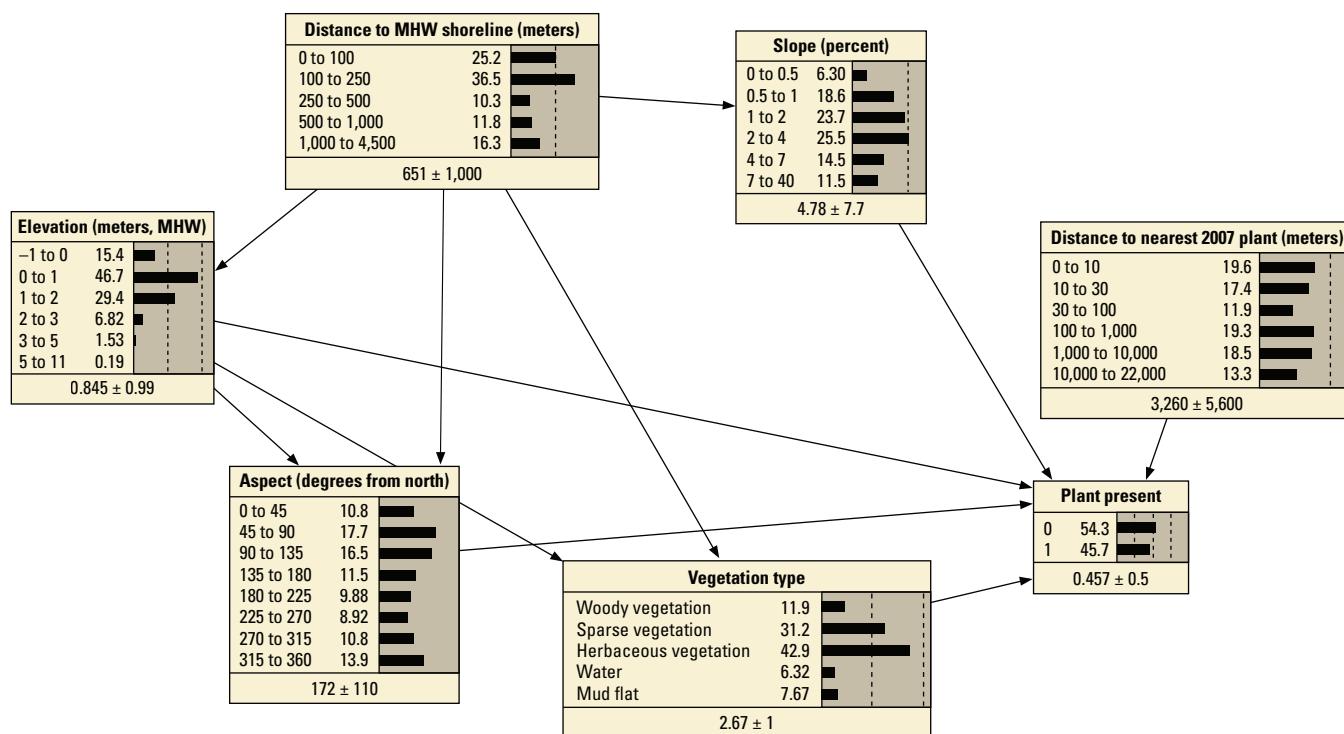 Distance to MHW shoreline (meters)
0 to 100 25.2
100 to 250 36.5
250 to 500 10.3
500 to 1,000 11.8
1,000 to 4,500 16.3
651 ± 1,000
Slope (percent)
0 to 0.5 6.30
0.5 to 1 18.6
1 to 2 23.7
2 to 4 25.5
4 to 7 14.5
7 to 40 11.5
4.78 ± 7.7
Elevation (meters, MHW)
–1 to 0 15.4
0 to 1 46.7
1 to 2 29.4
2 to 3 6.82
3 to 5 1.53
5 to 11 0.19
0.845 ± 0.99
Distance to nearest 2007 plant (meters)
0 to 10 19.6
10 to 30 17.4
30 to 100 11.9
100 to 1,000 19.3
1,000 to 10,000 18.5
10,000 to 22,000 13.3
3,260 ± 5,600
Aspect (degrees from north)
0 to 45 10.8
45 to 90 17.7
90 to 135 16.5
135 to 180 11.5
180 to 225 9.88
225 to 270 8.92
270 to 315 10.8
315 to 360 13.9
172 ± 110
Vegetation type
Woody vegetation 11.9
Sparse vegetation 31.2
Herbaceous vegetation 42.9
Water 6.32
Mud flat 7.67
2.67 ± 1
Plant present
0 54.3
1 45.7
0.457 ± 0.5